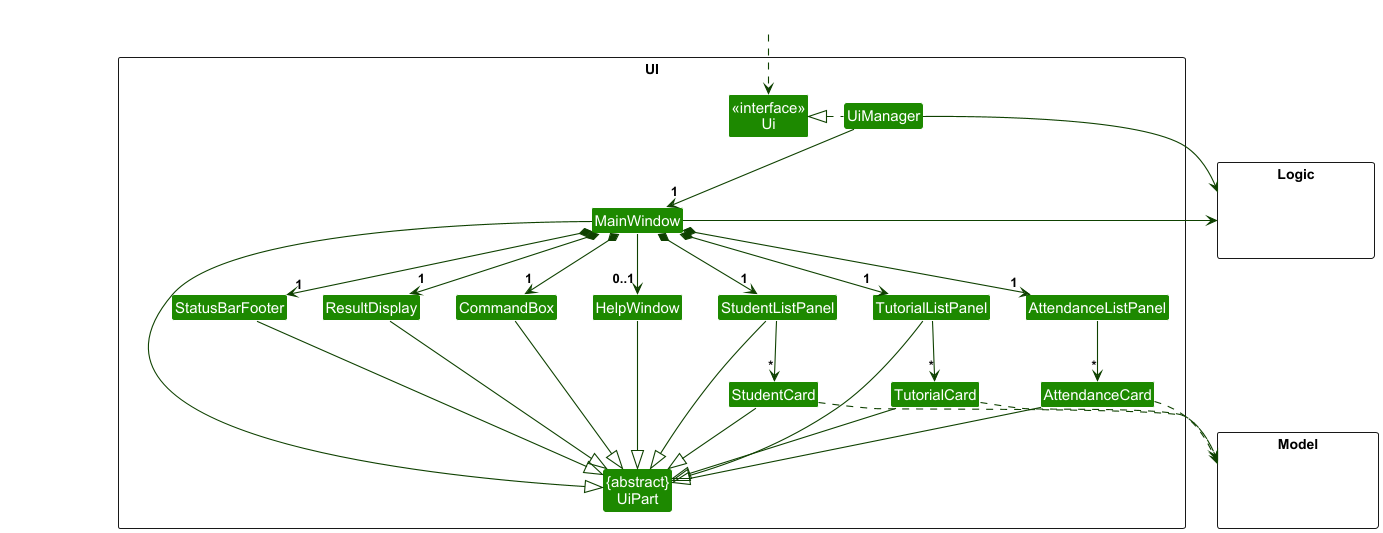 UI
«interface»
Ui
UiManager
Logic
1
MainWindow
1
1
1
0..1
1
1
1
StatusBarFooter
ResultDisplay
CommandBox
HelpWindow
StudentListPanel
TutorialListPanel
AttendanceListPanel
*
*
*
StudentCard
TutorialCard
AttendanceCard
Model
{abstract}
UiPart